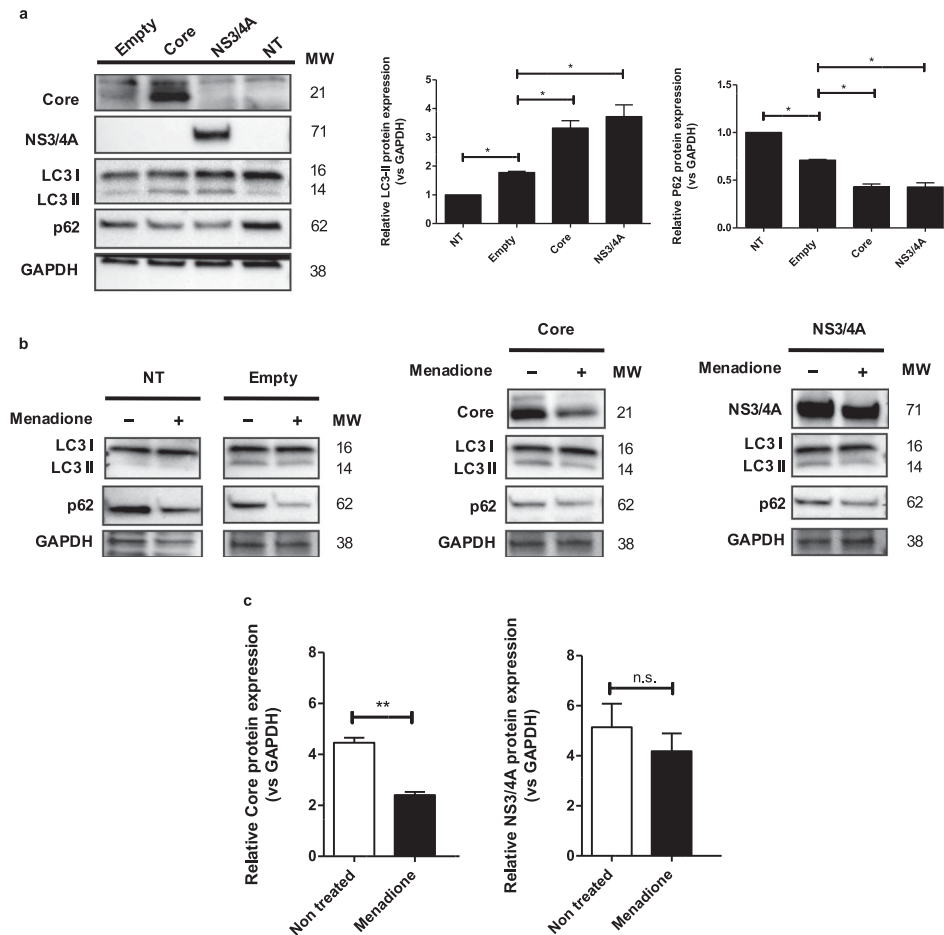 a
Empty Core NS3/4A NT MW
Core 21
NS3/4A 71
LC3 I 16
LC3 II 14
p62 62
GAPDH 38
Relative LC3-II protein expression
(vs GAPDH)
5
4
3
2
1
0
* * *
NT Empty Core NS3/4A
Relative P62 protein expression
(vs GAPDH)
1.5
1.0
0.5
0.0
* * *
NT Empty Core NS3/4A
b
NT Empty
Menadione − + − + MW
LC3 I 16
LC3 II 14
p62 62
GAPDH 38
Core
Menadione − + MW
Core 21
LC3 I 16
LC3 II 14
p62 62
GAPDH 38
NS3/4A
Menadione − + MW
NS3/4A 71
LC3 I 16
LC3 II 14
p62 62
GAPDH 38
c
Relative Core protein expression
(vs GAPDH)
8
6
4
2
0
**
Non treated Menadione
Relative NS3/4A protein expression
(vs GAPDH)
8
6
4
2
0
n.s.
Non treated Menadione